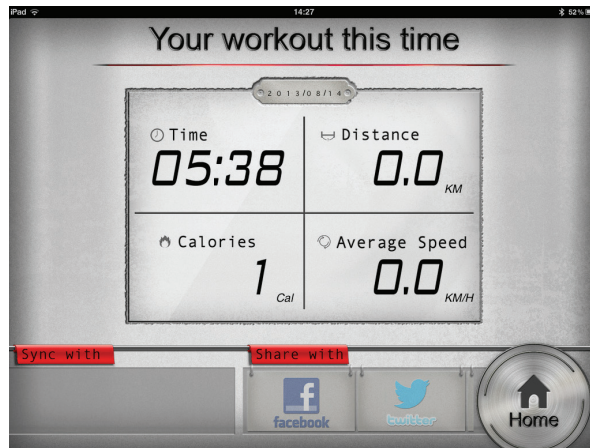 iPad 14:27 52%
Your workout this time
2013/08/14
Time
05:38
Distance
0.0 KM
Calories
1 Cal
Average Speed
0.0 KM/H
Sync with
Share with
f
facebook
twitter
Home